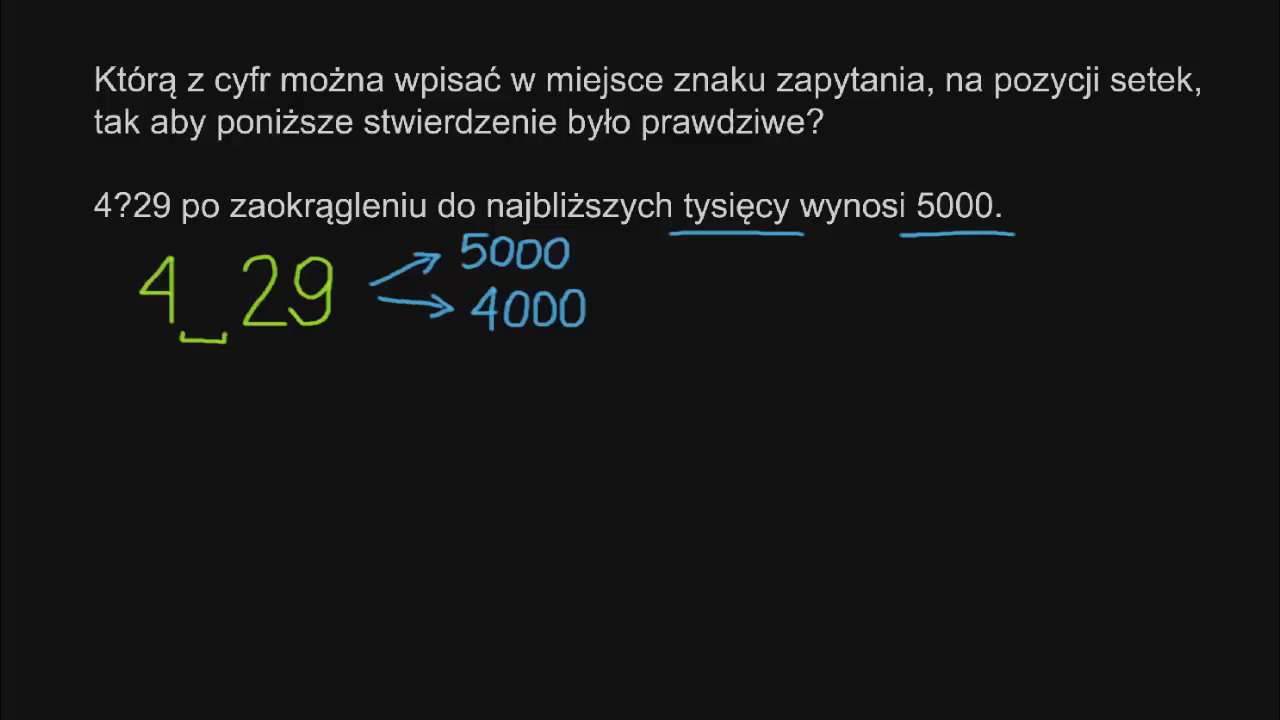 Którą z cyfr można wpisać w miejsce znaku zapytania, na pozycji setek,
tak aby poniższe stwierdzenie było prawdziwe?
4?29 po zaokrągleniu do najbliższych tysięcy wynosi 5000.
5000
4_29
4000